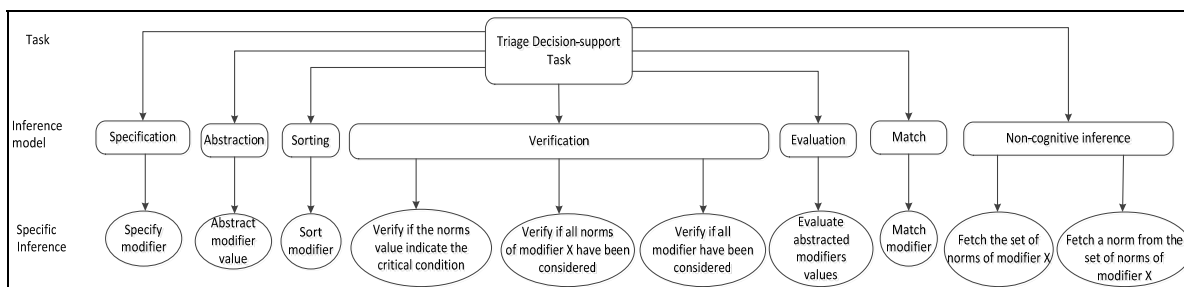 Task
Triage Decision-support
Task
Inference
model
Specification
Abstraction
Sorting
Verification
Evaluation
Match
Non-cognitive inference
Specific
Inference
Specify
modifier
Abstract
modifier
value
Sort
modifier
Verify if the norms
value indicate the
critical condition
Verify if all norms
of modifier X have been
considered
Verify if all
modifier have been
considered
Evaluate
abstracted
modifiers
values
Match
modifier
Fetch the set of
norms of modifier X
Fetch a norm from the
set of norms of
modifier X